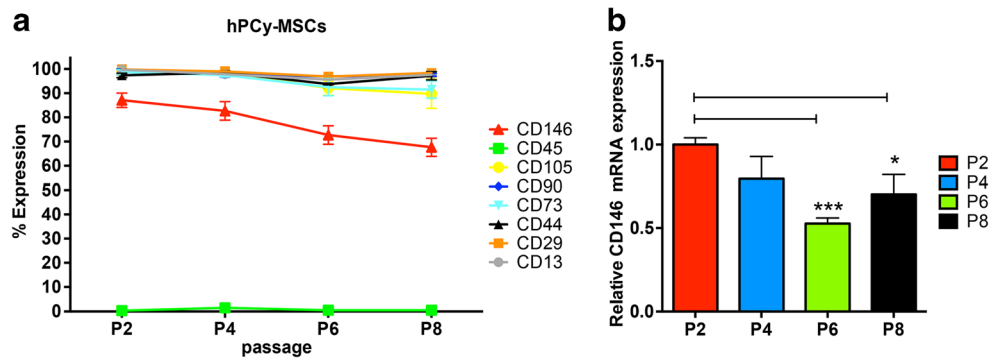 a
hPCy-MSCs
% Expression
100
90
80
70
60
50
40
30
20
10
0
P2 P4 P6 P8
passage
CD146
CD45
CD105
CD90
CD73
CD44
CD29
CD13
b
Relative CD146 mRNA expression
1.5
1.0
0.5
0.0
***
*
P2 P4 P6 P8
P2
P4
P6
P8